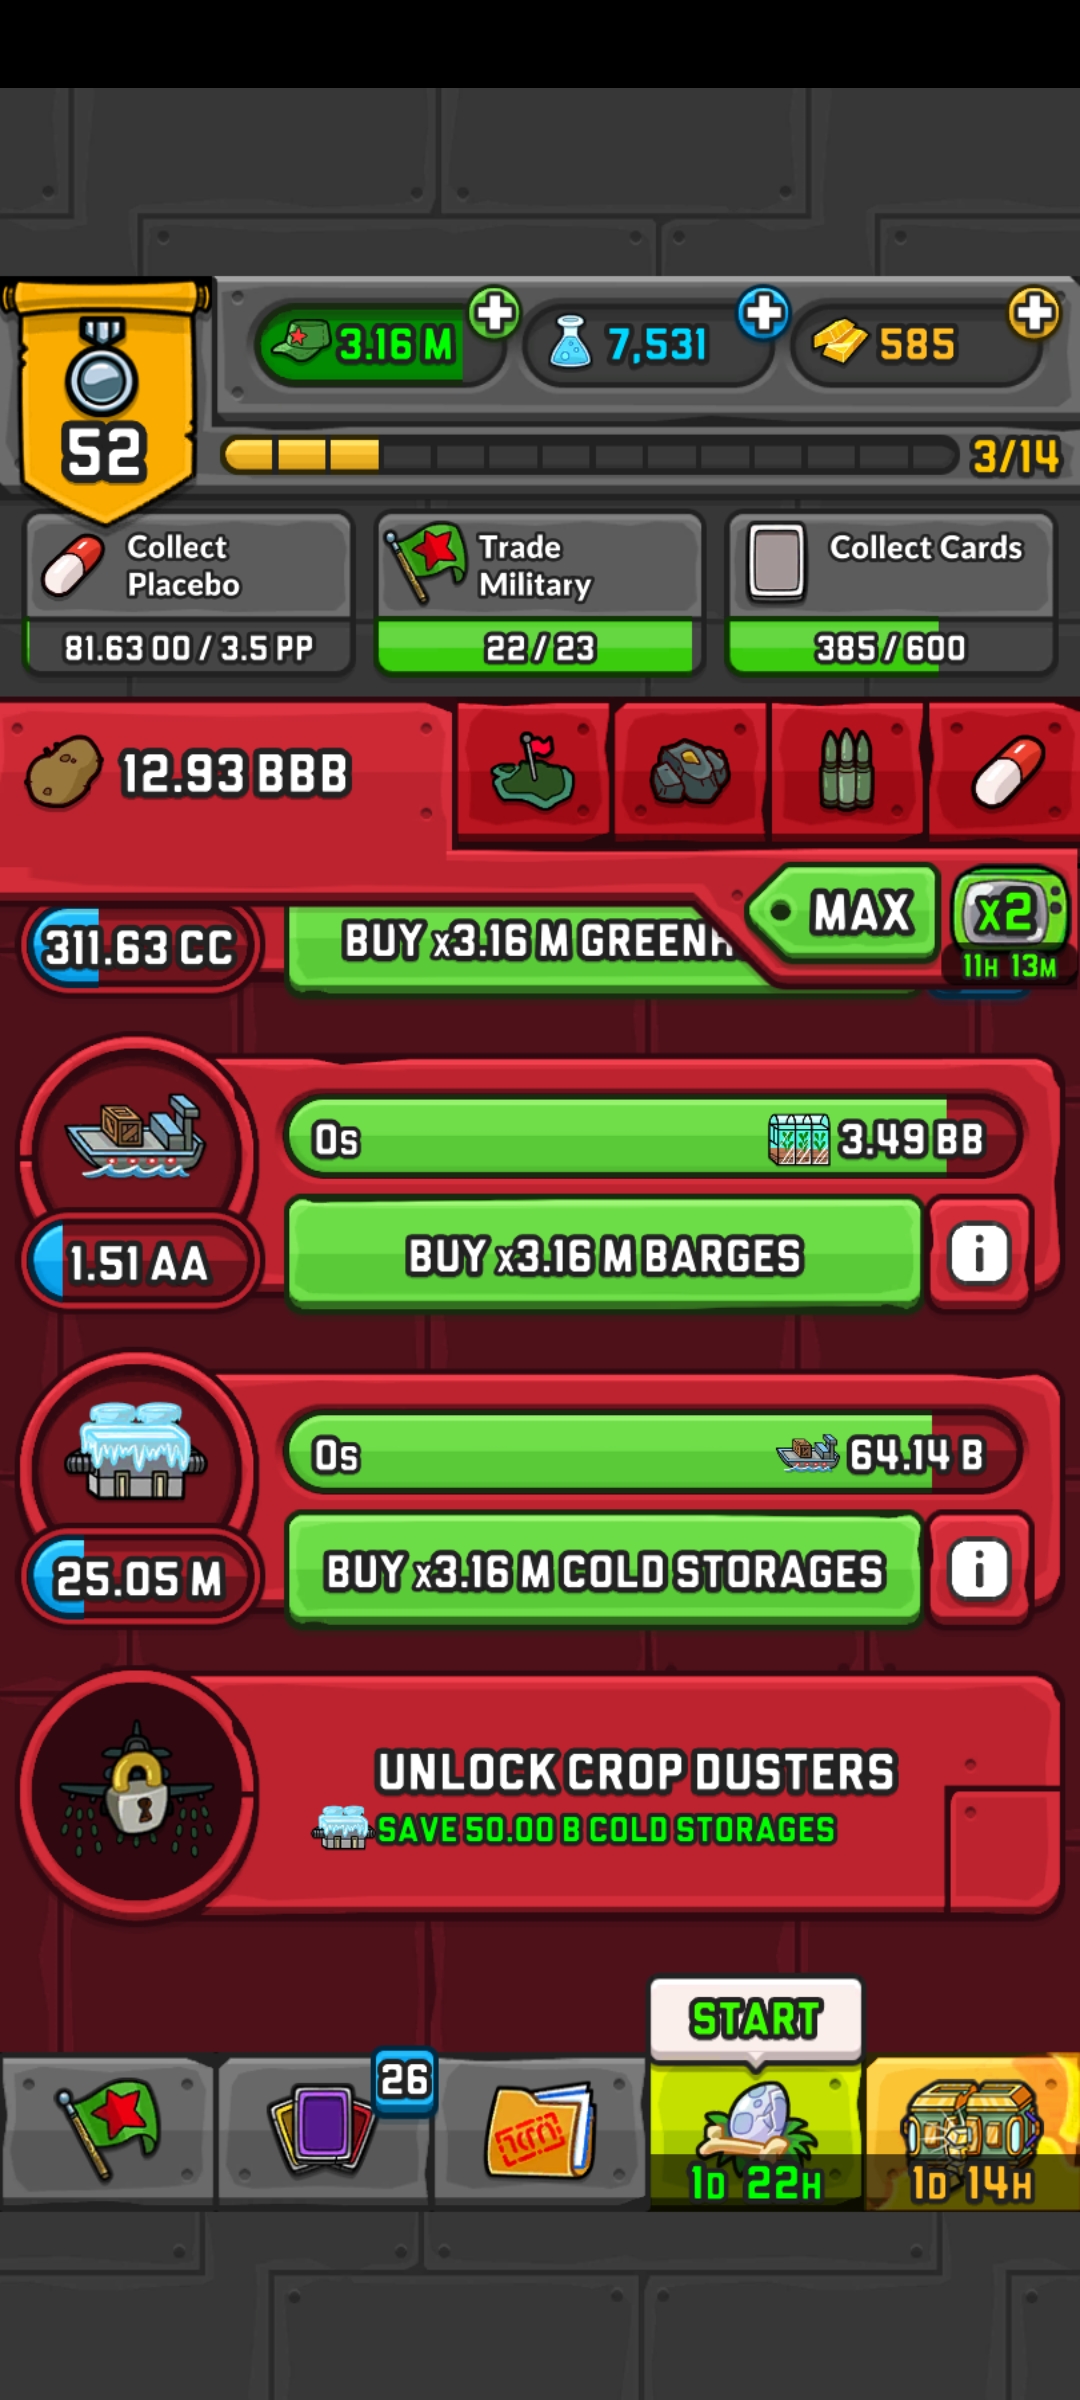 3.16 M
7,531
585
52
3/14
Collect
Placebo
81.63 OO / 3.5 PP
Trade
Military
22 / 23
Collect Cards
385 / 600
12.93 BBB
MAX
x2
11H 13M
311.63 CC
BUY x3.16 M GREENH
0s
3.49 BB
1.51 AA
BUY x3.16 M BARGES
i
0s
64.14 B
25.05 M
BUY x3.16 M COLD STORAGES
i
UNLOCK CROP DUSTERS
SAVE 50.00 B COLD STORAGES
START
26
1D 22H
1D 14H